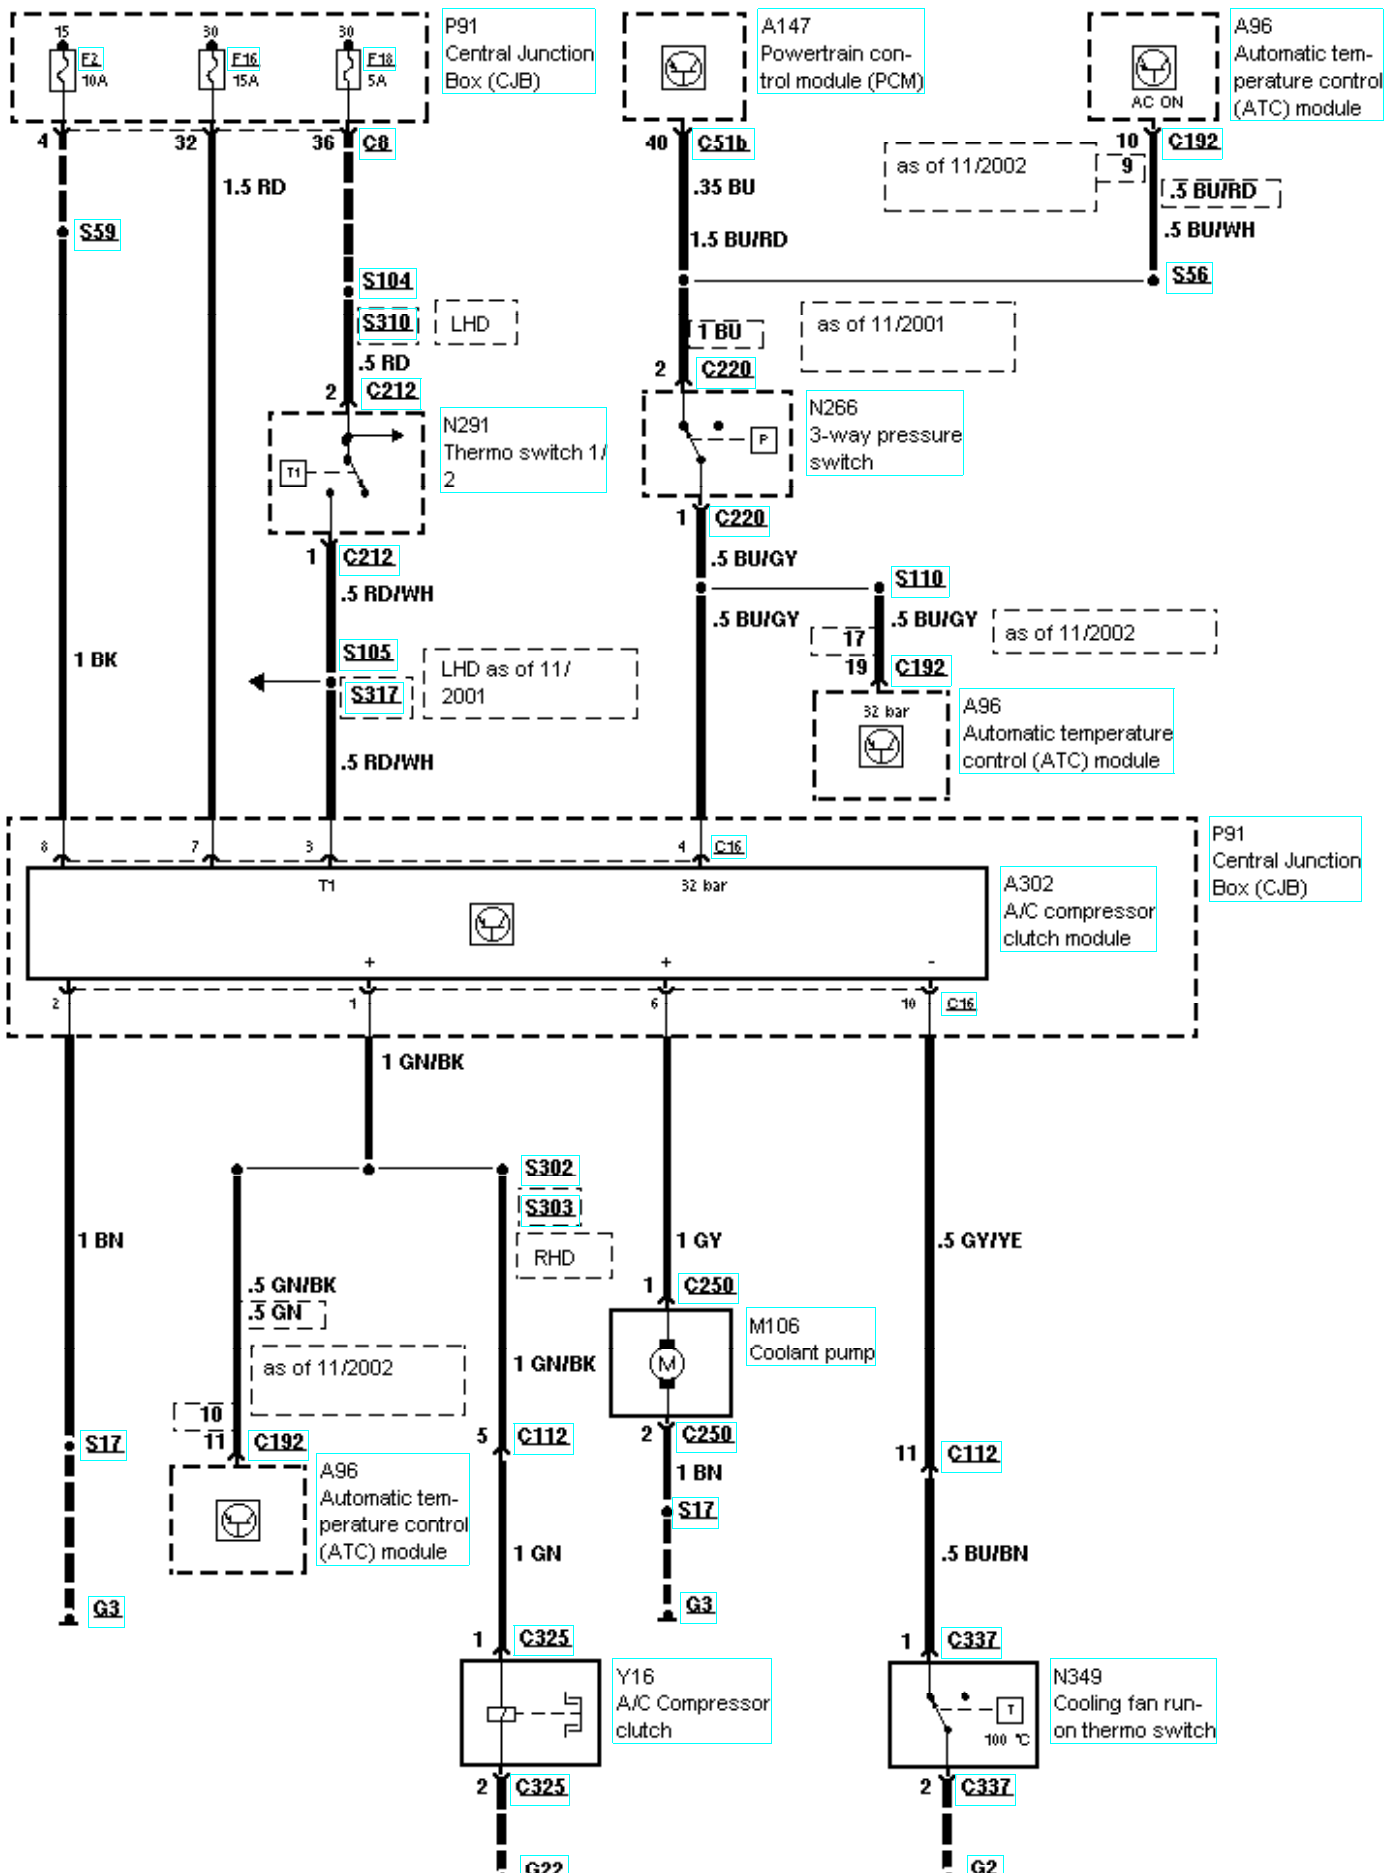 15
30
30
F2
10A
F16
15A
F18
5A
P91
Central Junction
Box (CJB)
A147
Powertrain con-
trol module (PCM)
AC ON
A96
Automatic tem-
perature control
(ATC) module
4
32
36
C8
40
C51b
10
C192
as of 11/2002
9
1.5 RD
.35 BU
.5 BU/RD
.5 BU/WH
S59
1.5 BU/RD
S104
S56
S310
LHD
1 BU
as of 11/2001
.5 RD
2
C212
2
C220
N291
Thermo switch 1/
2
T1
P
N266
3-way pressure
switch
1
C212
1
C220
.5 RD/WH
.5 BU/GY
S110
.5 BU/GY
.5 BU/GY
as of 11/2002
17
19
C192
1 BK
S105
S317
LHD as of 11/
2001
32 bar
A96
Automatic temperature
control (ATC) module
.5 RD/WH
8
7
3
4
C16
P91
Central Junction
Box (CJB)
T1
32 bar
A302
A/C compressor
clutch module
+
+
-
2
1
6
10
C16
1 GN/BK
S302
S303
RHD
1 BN
1 GY
.5 GY/YE
.5 GN/BK
.5 GN
1
C250
as of 11/2002
M
M106
Coolant pump
1 GN/BK
10
11
C192
S17
5
C112
2
C250
11
C112
1 BN
A96
Automatic tem-
perature control
(ATC) module
S17
1 GN
.5 BU/BN
G3
G3
1
C325
1
C337
Y16
A/C Compressor
clutch
T
100 °C
N349
Cooling fan run-
on thermo switch
2
C325
2
C337
G22
G2